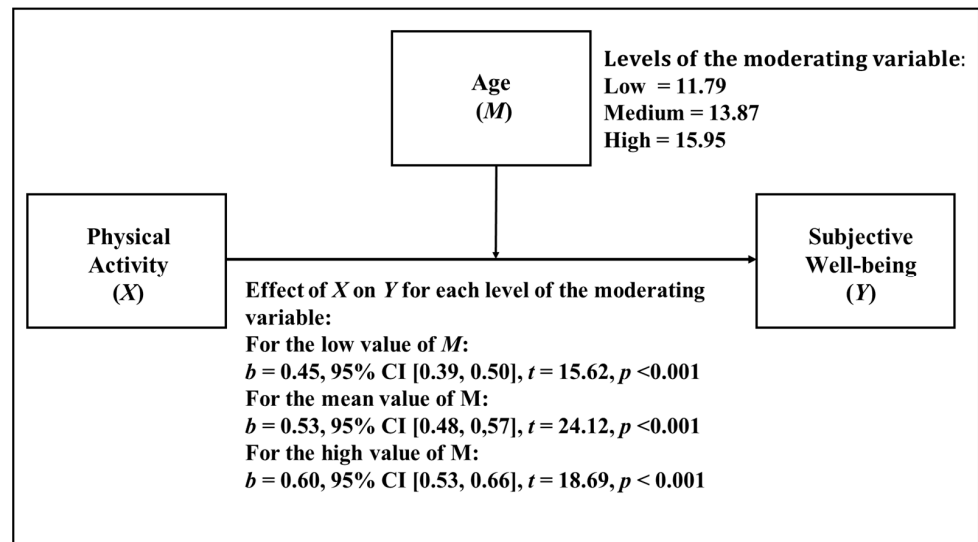 Age
(M)
Levels of the moderating variable:
Low = 11.79
Medium = 13.87
High = 15.95
Physical
Activity
(X)
Subjective
Well-being
(Y)
Effect of X on Y for each level of the moderating
variable:
For the low value of M:
b = 0.45, 95% CI [0.39, 0.50], t = 15.62, p <0.001
For the mean value of M:
b = 0.53, 95% CI [0.48, 0,57], t = 24.12, p <0.001
For the high value of M:
b = 0.60, 95% CI [0.53, 0.66], t = 18.69, p < 0.001